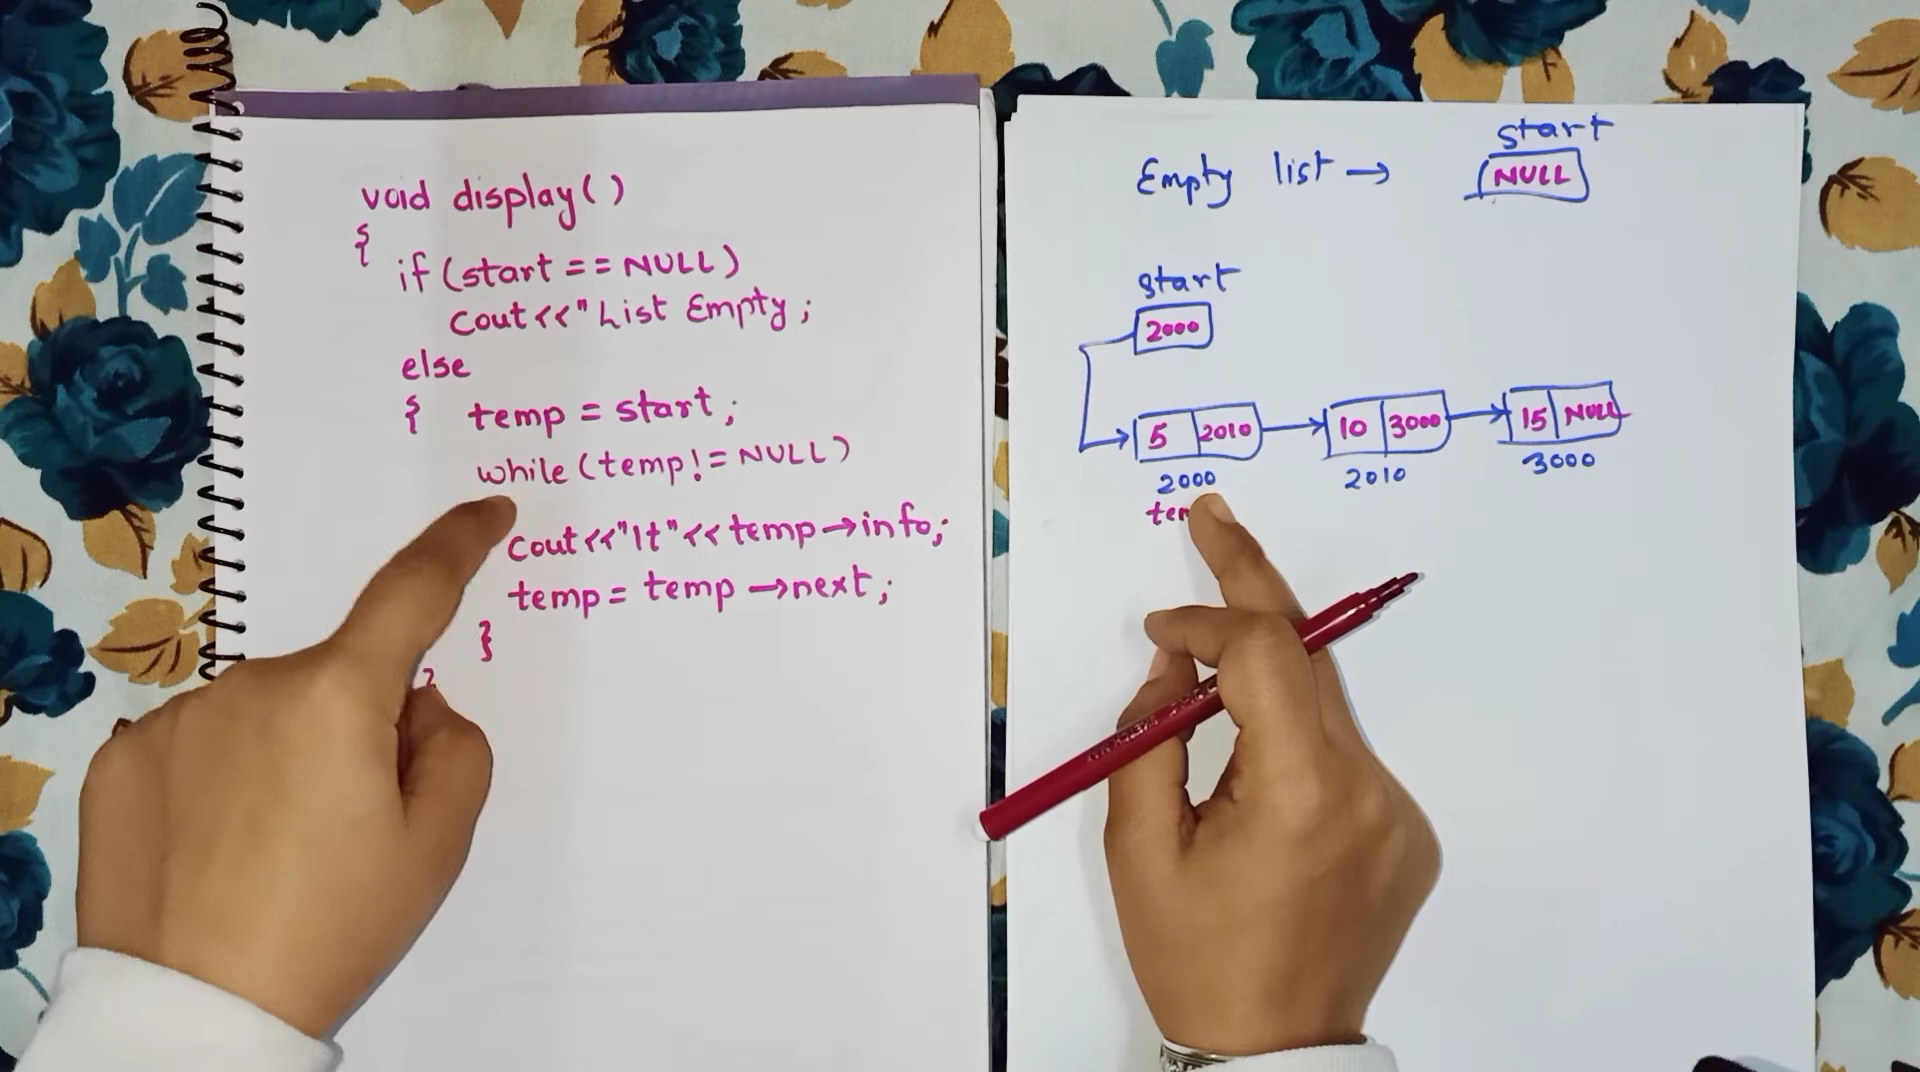 void display()
{
if (start == NULL)
cout<<"List Empty;
else
{ temp = start;
while (temp != NULL)
cout<<"\t"<<temp→info;
temp = temp→next;
}
Empty list →
start
NULL
start
2000
5 2010 → 10 3000 → 15 NULL
2000 2010 3000